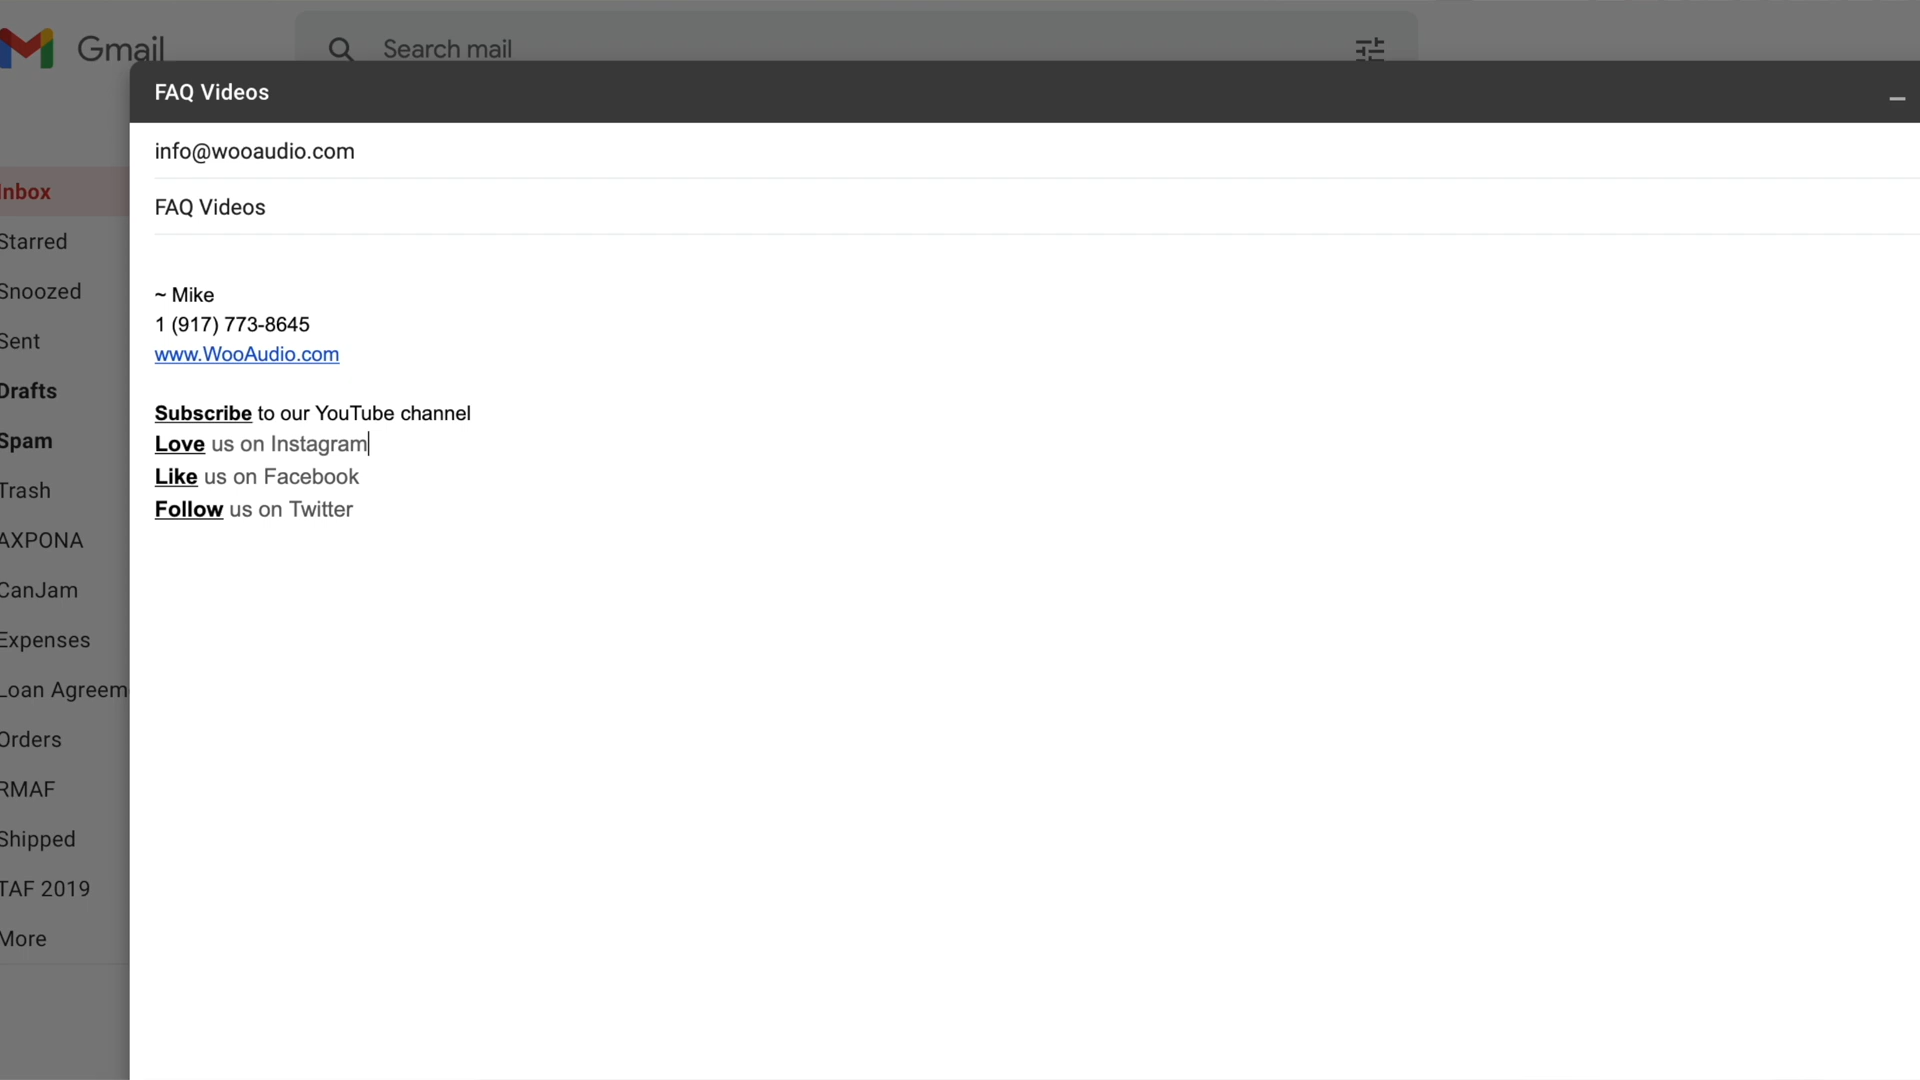 Gmail
Search mail
FAQ Videos
info@wooaudio.com
FAQ Videos
~ Mike
1 (917) 773-8645
www.WooAudio.com
Subscribe to our YouTube channel
Love us on Instagram
Like us on Facebook
Follow us on Twitter
Inbox
Starred
Snoozed
Sent
Drafts
Spam
Trash
AXPONA
CanJam
Expenses
Loan Agreem
Orders
RMAF
Shipped
TAF 2019
More